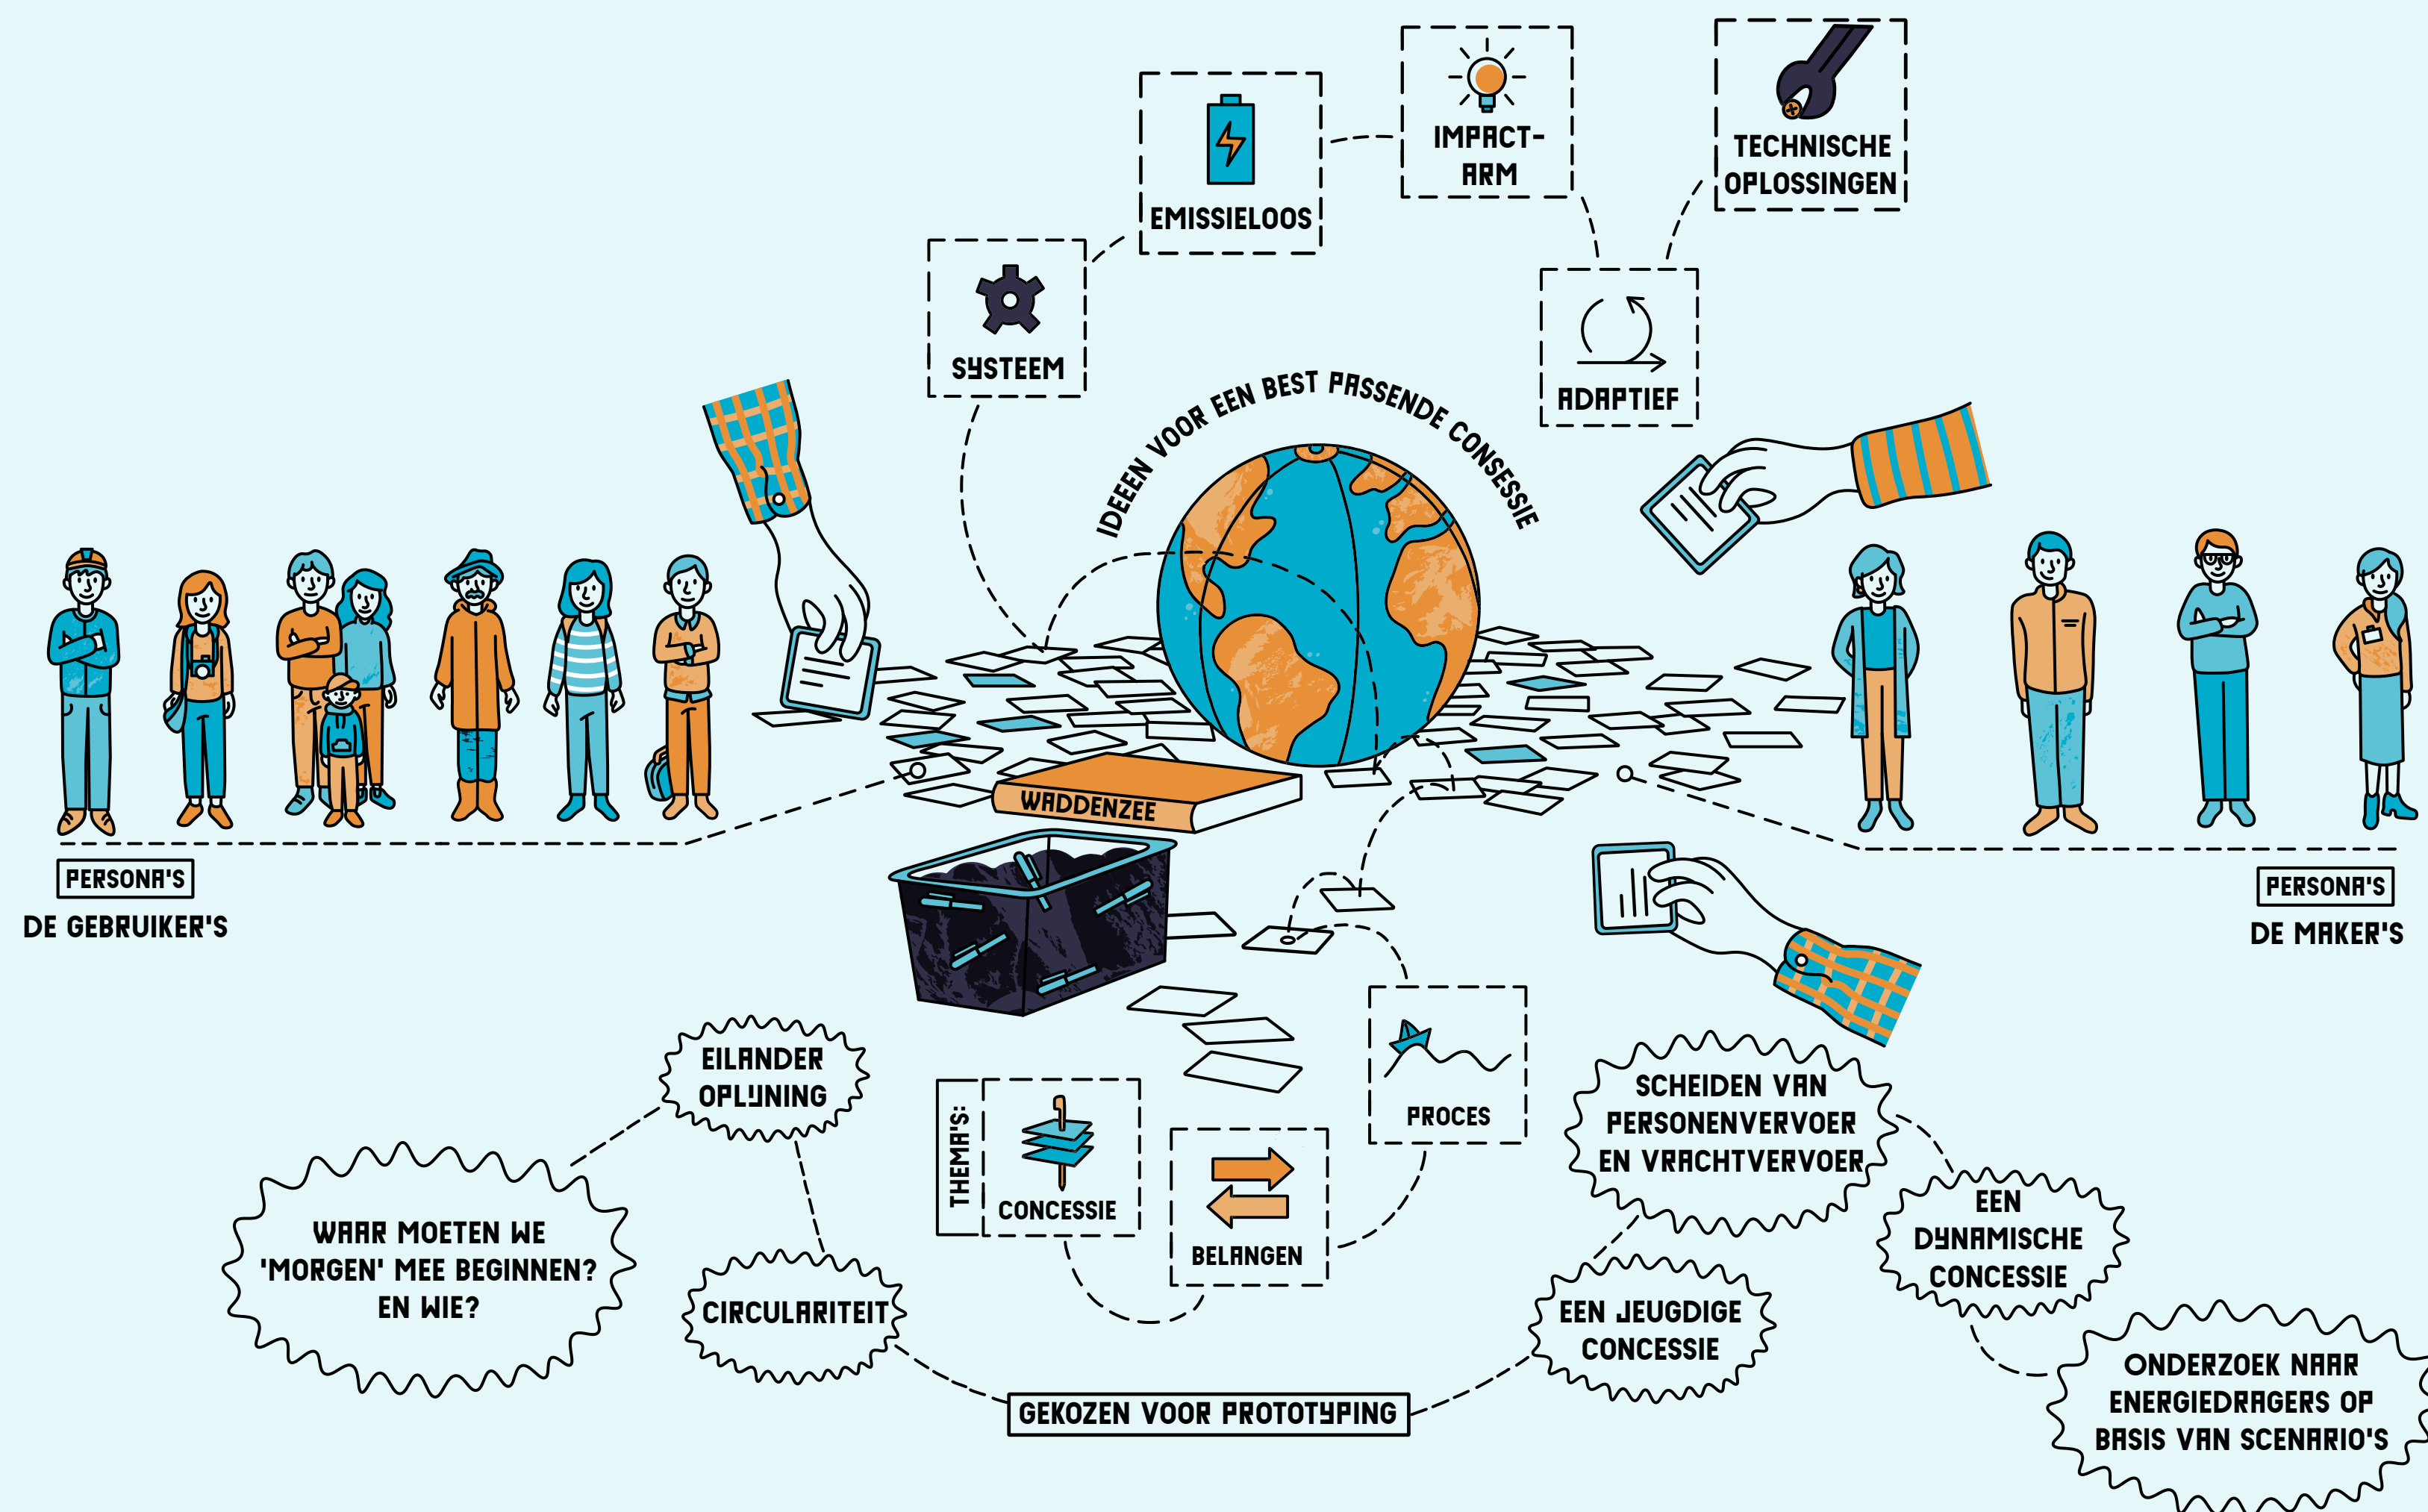 IMPACT-
ARM
TECHNISCHE
OPLOSSINGEN
EMISSIELOOS
SYSTEEM
ADAPTIEF
IDEEEN VOOR EEN BEST PASSENDE CONSESSIE
WADDENZEE
PERSONA'S
DE GEBRUIKER'S
PERSONA'S
DE MAKER'S
EILANDER
OPLIJNING
WAAR MOETEN WE
'MORGEN' MEE BEGINNEN?
EN WIE?
CIRCULARITEIT
THEMA'S:
CONCESSIE
BELANGEN
PROCES
SCHEIDEN VAN
PERSONENVERVOER
EN VRACHTVERVOER
EEN
DYNAMISCHE
CONCESSIE
EEN JEUGDIGE
CONCESSIE
ONDERZOEK NAAR
ENERGIEDRAGERS OP
BASIS VAN SCENARIO'S
GEKOZEN VOOR PROTOTYPING